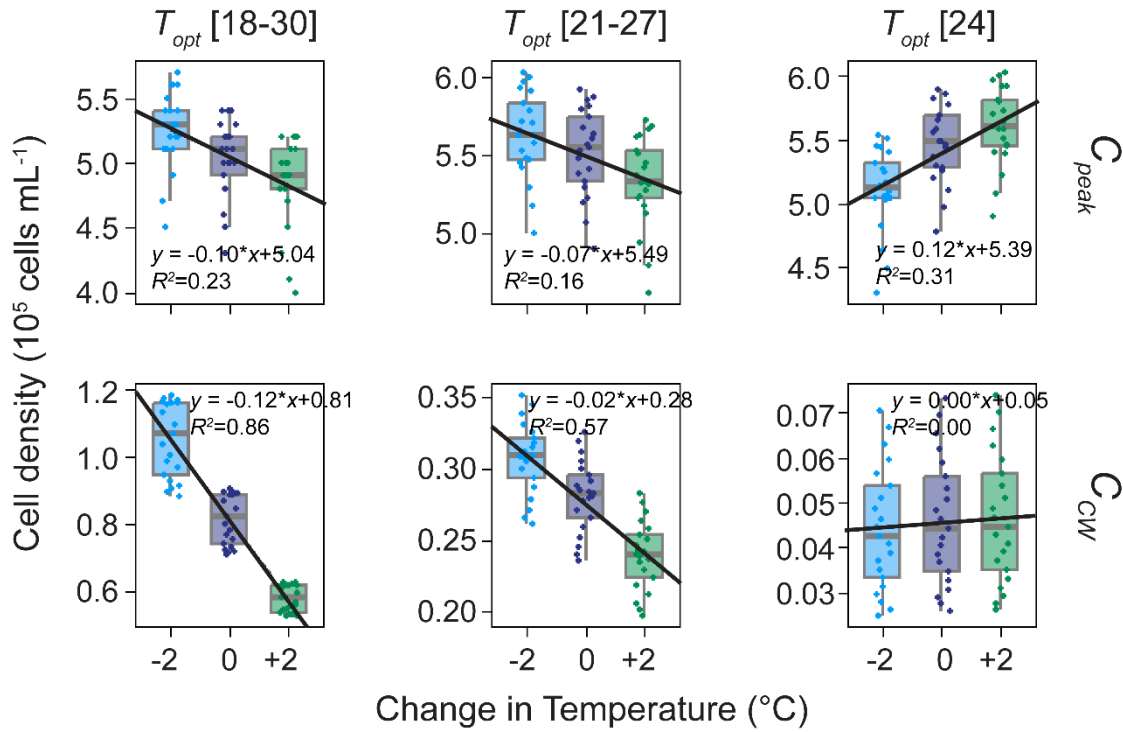 T_opt [18-30] T_opt [21-27] T_opt [24]
Cell density (10⁵ cells mL⁻¹)
5.5
5.0
4.5
4.0
y = -0.10*x+5.04
R²=0.23
6.0
5.5
5.0
y = -0.07*x+5.49
R²=0.16
6.0
5.5
5.0
4.5
y = 0.12*x+5.39
R²=0.31
C_peak
1.2
1.0
0.8
0.6
y = -0.12*x+0.81
R²=0.86
-2 0 +2
0.35
0.30
0.25
0.20
y = -0.02*x+0.28
R²=0.57
-2 0 +2
0.07
0.06
0.05
0.04
0.03
y = 0.00*x+0.05
R²=0.00
-2 0 +2
C_CW
Change in Temperature (°C)